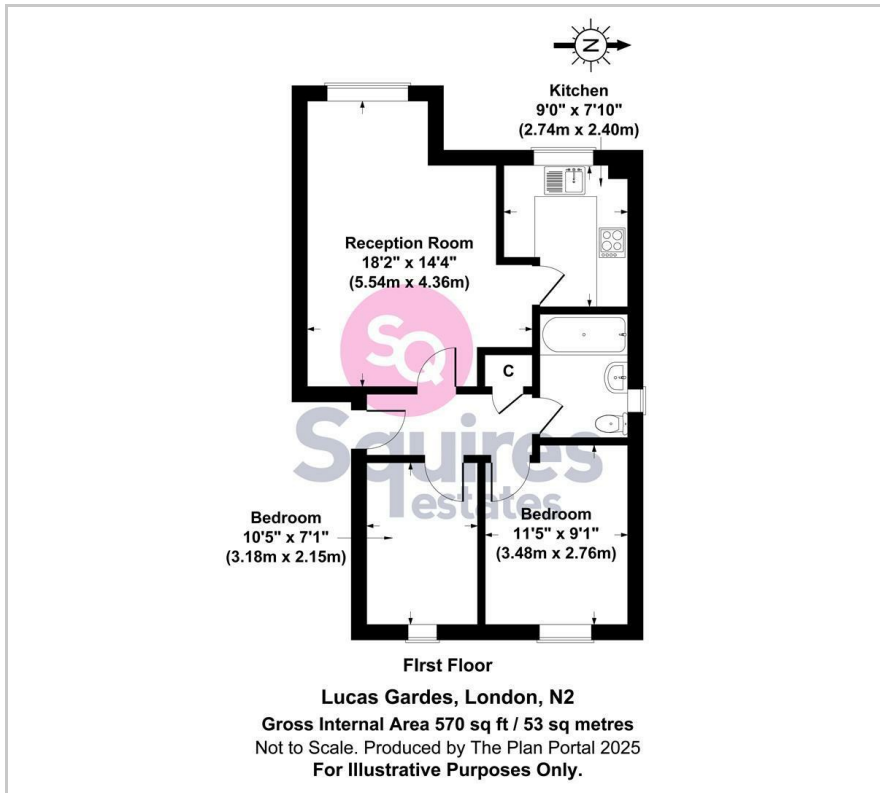 N
Kitchen
9'0" x 7'10"
(2.74m x 2.40m)
Reception Room
18'2" x 14'4"
(5.54m x 4.36m)
SQ
C
Squires
estates
Bedroom
10'5" x 7'1"
(3.18m x 2.15m)
Bedroom
11'5" x 9'1"
(3.48m x 2.76m)
FIrst Floor
Lucas Gardes, London, N2
Gross Internal Area 570 sq ft / 53 sq metres
Not to Scale. Produced by The Plan Portal 2025
For Illustrative Purposes Only.